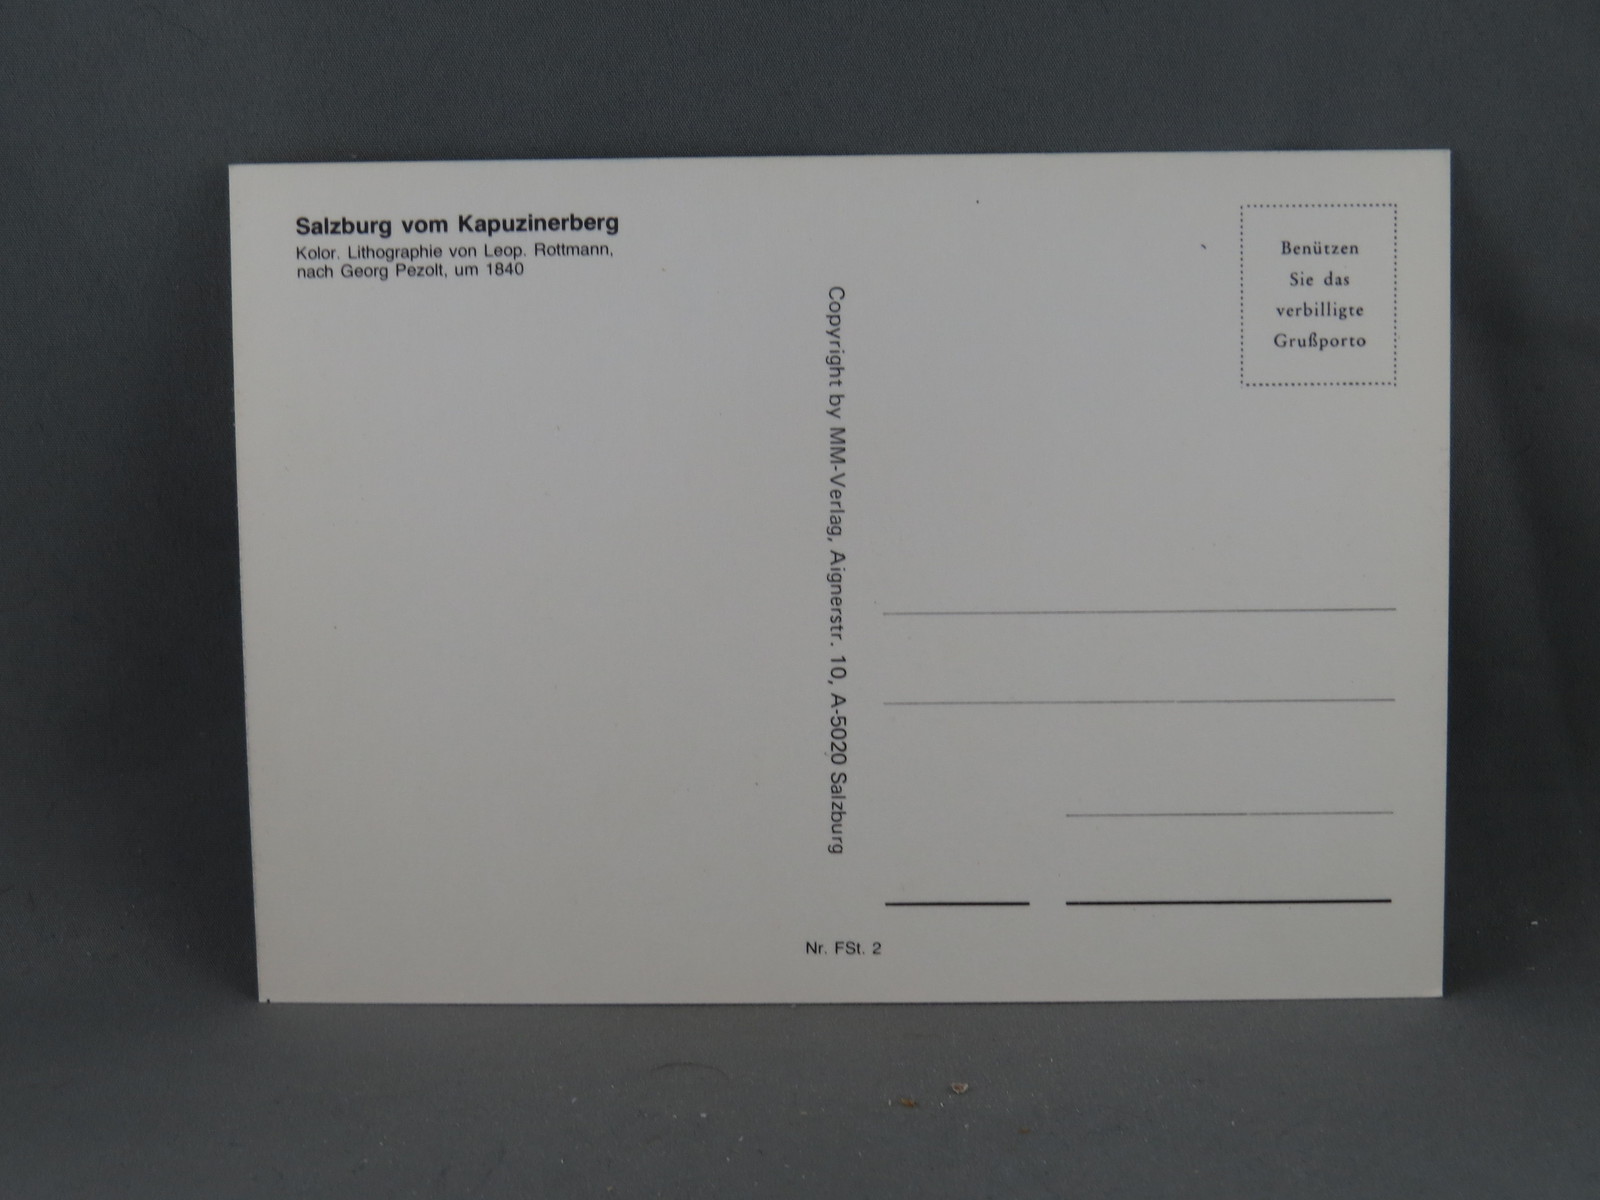 Salzburg vom Kapuzinerberg
Kolor. Lithographie von Leop. Rottmann,
nach Georg Pezolt, um 1840
Copyright by MM-Verlag, Aignerstr. 10, A-5020 Salzburg
Benützen
Sie das
verbilligte
Grußporto
Nr. FSt. 2